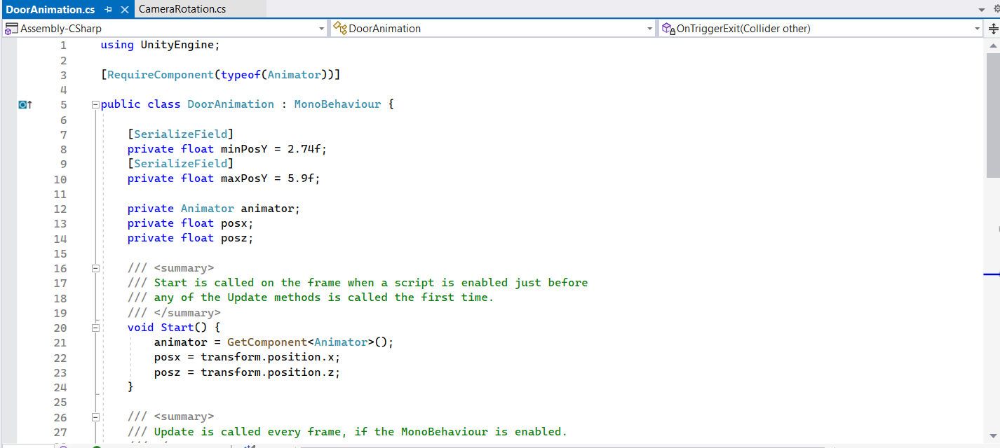 DoorAnimation.cs CameraRotation.cs
Assembly-CSharp DoorAnimation OnTriggerExit(Collider other)
1 using UnityEngine;
2
3 [RequireComponent(typeof(Animator))]
4
5 public class DoorAnimation : MonoBehaviour {
6
7 [SerializeField]
8 private float minPosY = 2.74f;
9 [SerializeField]
10 private float maxPosY = 5.9f;
11
12 private Animator animator;
13 private float posx;
14 private float posz;
15
16 /// <summary>
17 /// Start is called on the frame when a script is enabled just before
18 /// any of the Update methods is called the first time.
19 /// </summary>
20 void Start() {
21 animator = GetComponent<Animator>();
22 posx = transform.position.x;
23 posz = transform.position.z;
24 }
25
26 /// <summary>
27 /// Update is called every frame, if the MonoBehaviour is enabled.